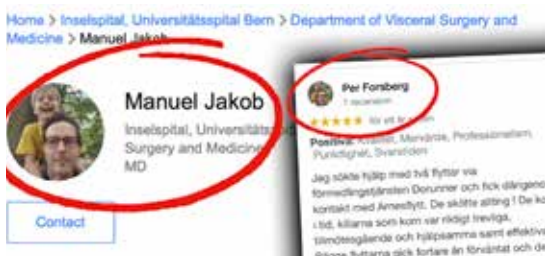 Home > Inselspital, Universitätsspital Bern > Department of Visceral Surgery and
Medicine > Manuel Jakob
Manuel Jakob
Inselspital, Universitäts
Surgery and Medicine
MD
Contact
Per Forsberg
1 recension
för ett år sedan
Positiva: Kvalitet, Mervärde, Professionalism,
Punktlighet, Svarstiden
Jag sökte hjälp med två flyttar via
förmedlingstjänsten Dorunner och fick därigenom
kontakt med Arnesflytt. De skötte allting ! De kom
i tid, killarna som kom var riktigt trevliga,
tillmötesgående och hjälpsamma samt effektiva
flyttarna gick fortare än förväntat och de